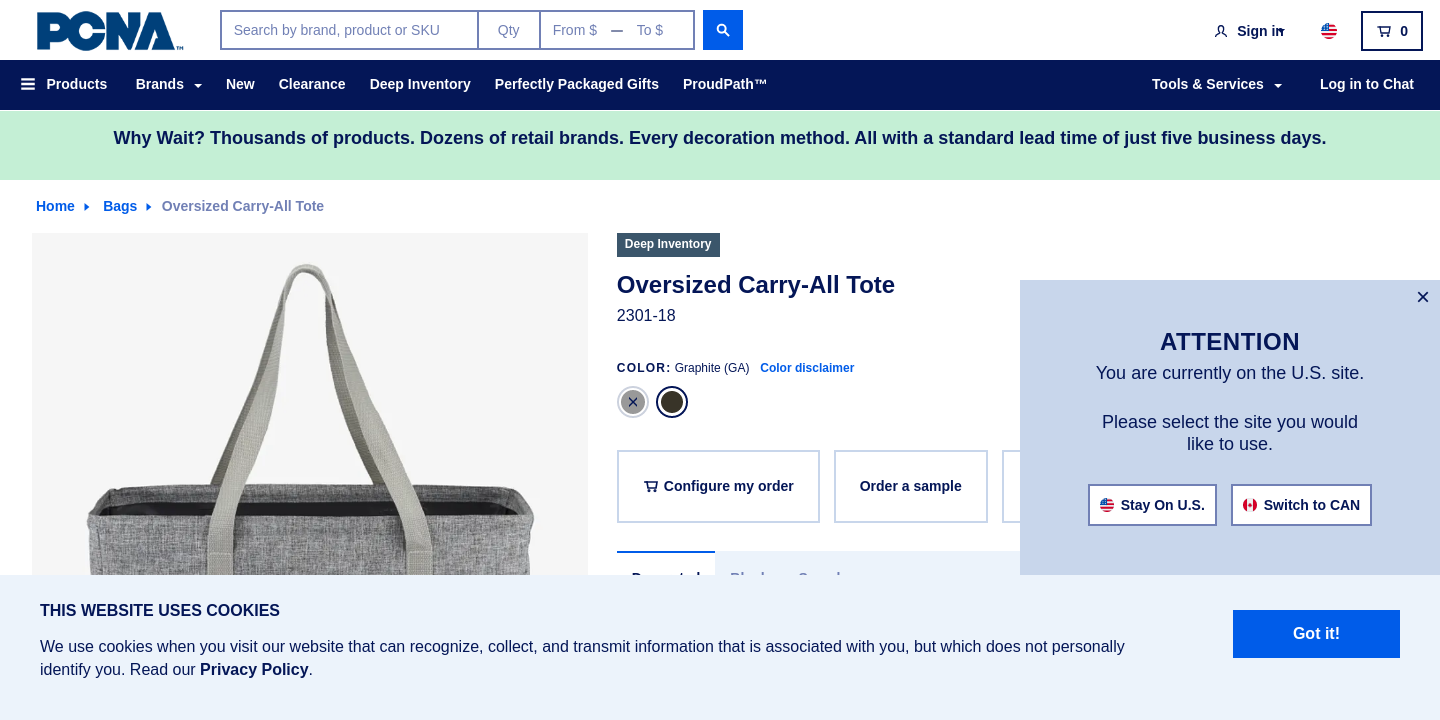 PCNA™
Search by brand, product or SKU
Qty
From $ — To $
Sign in
0
Products
Brands
New
Clearance
Deep Inventory
Perfectly Packaged Gifts
ProudPath™
Tools & Services
Log in to Chat
Why Wait? Thousands of products. Dozens of retail brands. Every decoration method. All with a standard lead time of just five business days.
Home
Bags
Oversized Carry-All Tote
Deep Inventory
Oversized Carry-All Tote
2301-18
COLOR: Graphite (GA) Color disclaimer
Configure my order
Order a sample
ATTENTION
You are currently on the U.S. site.
Please select the site you would
like to use.
Stay On U.S.
Switch to CAN
THIS WEBSITE USES COOKIES
We use cookies when you visit our website that can recognize, collect, and transmit information that is associated with you, but which does not personally
identify you. Read our Privacy Policy.
Got it!